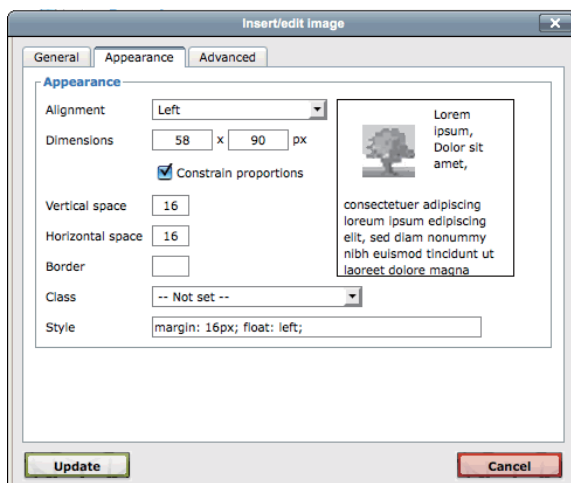 Insert/edit image
General Appearance Advanced
Appearance
Alignment Left
Dimensions 58 x 90 px
Constrain proportions
Vertical space 16
Horizontal space 16
Border
Class -- Not set --
Style margin: 16px; float: left;
Lorem
ipsum,
Dolor sit
amet,
consectetuer adipiscing
loreum ipsum edipiscing
elit, sed diam nonummy
nibh euismod tincidunt ut
laoreet dolore magna
Update Cancel